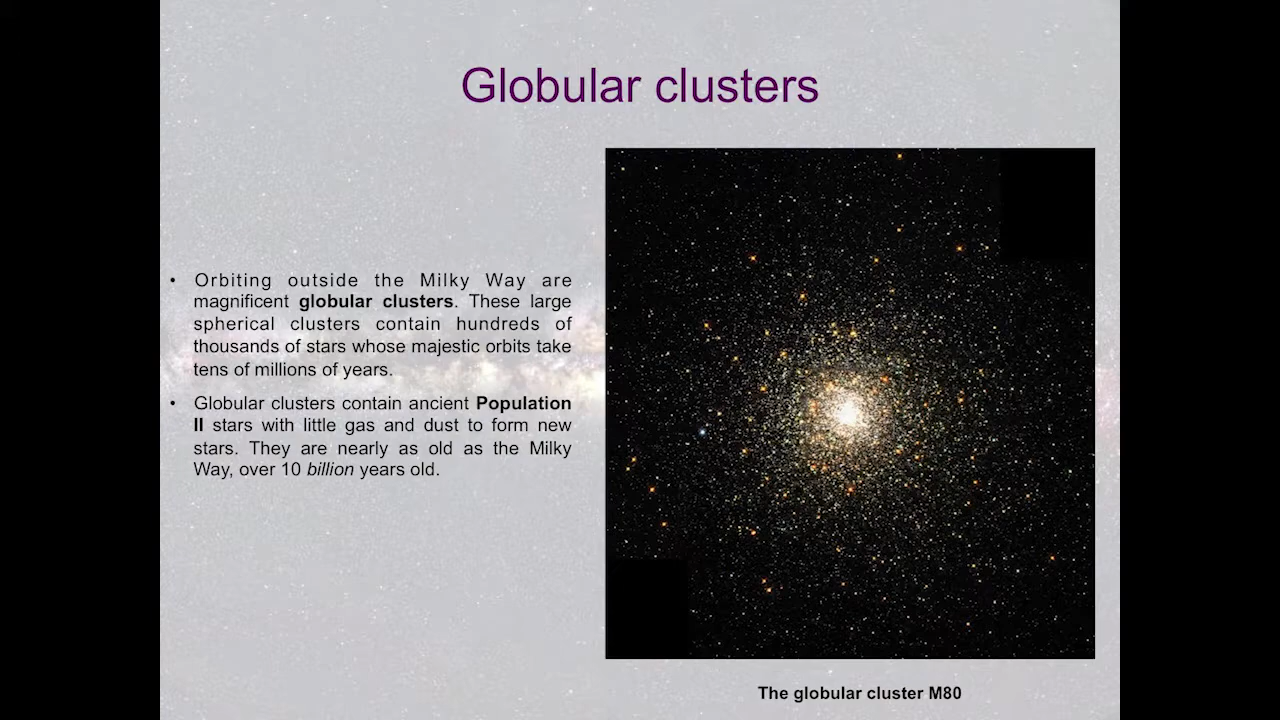 Globular clusters
• Orbiting outside the Milky Way are
magnificent globular clusters. These large
spherical clusters contain hundreds of
thousands of stars whose majestic orbits take
tens of millions of years.
• Globular clusters contain ancient Population
II stars with little gas and dust to form new
stars. They are nearly as old as the Milky
Way, over 10 billion years old.
The globular cluster M80